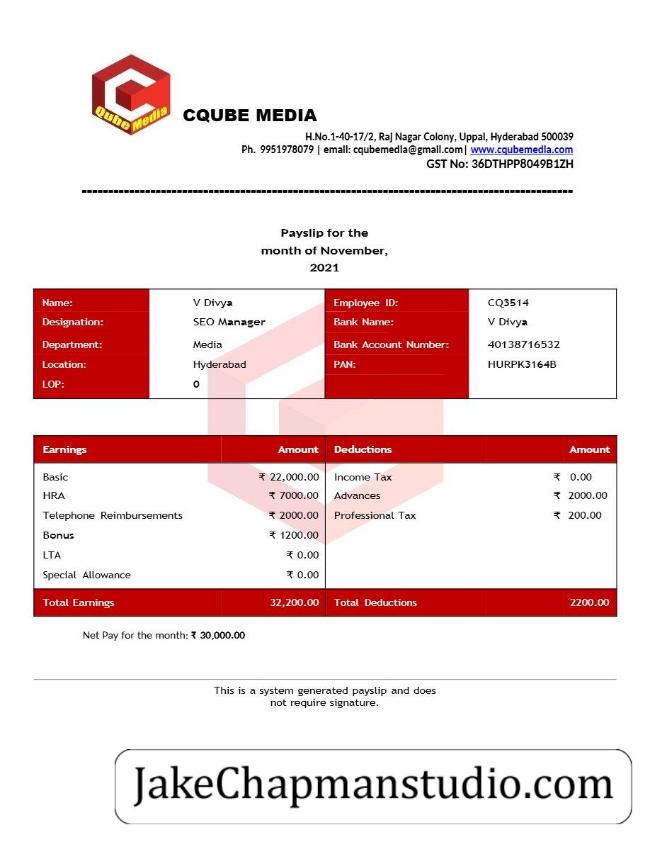 Qube Media
CQUBE MEDIA
H.No.1-40-17/2, Raj Nagar Colony, Uppal, Hyderabad 500039
Ph. 9951978079 | email: cqubemedia@gmail.com| www.cqubemedia.com
GST No: 36DTHPP8049B1ZH
Payslip for the
month of November,
2021
Name: V Divya Employee ID: CQ3514
Designation: SEO Manager Bank Name: V Divya
Department: Media Bank Account Number: 40138716532
Location: Hyderabad PAN: HURPK3164B
LOP: 0
Earnings Amount Deductions Amount
Basic ₹ 22,000.00 Income Tax ₹ 0.00
HRA ₹ 7000.00 Advances ₹ 2000.00
Telephone Reimbursements ₹ 2000.00 Professional Tax ₹ 200.00
Bonus ₹ 1200.00
LTA ₹ 0.00
Special Allowance ₹ 0.00
Total Earnings 32,200.00 Total Deductions 2200.00
Net Pay for the month: ₹ 30,000.00
This is a system generated payslip and does
not require signature.
JakeChapmanstudio.com